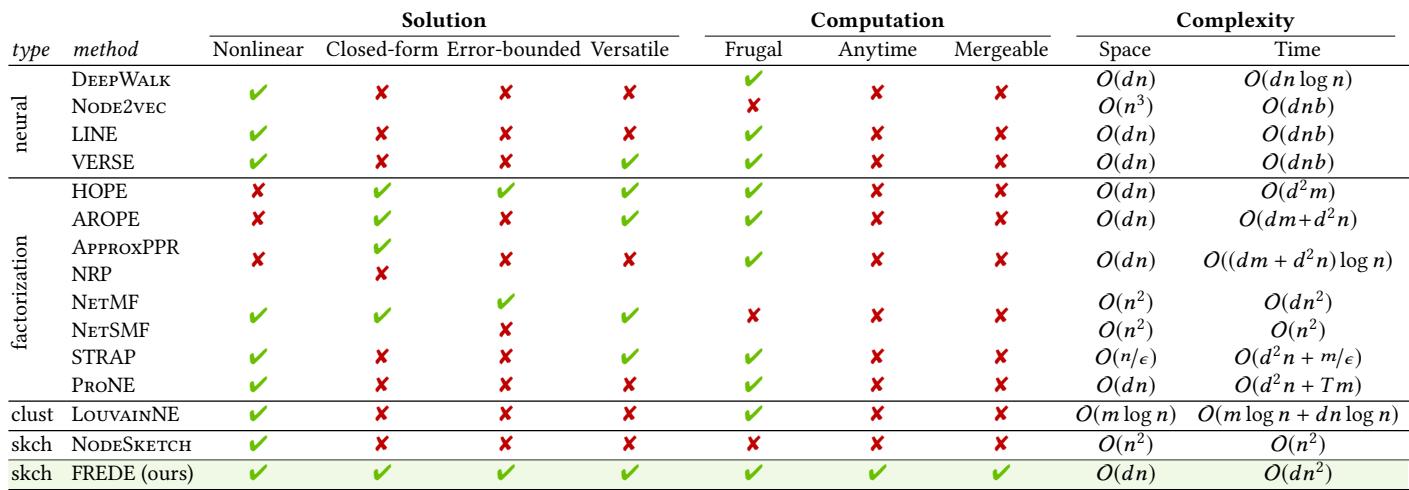 Solution Computation Complexity
type method Nonlinear Closed-form Error-bounded Versatile Frugal Anytime Mergeable Space Time
neural
DeepWalk ✔ O(dn) O(dn log n)
✔ ✘ ✘ ✘ ✘ ✘
Node2vec ✘ O(n³) O(dnb)
LINE ✔ ✘ ✘ ✘ ✔ ✘ ✘ O(dn) O(dnb)
VERSE ✔ ✘ ✘ ✔ ✔ ✘ ✘ O(dn) O(dnb)
factorization
HOPE ✘ ✔ ✔ ✔ ✔ ✘ ✘ O(dn) O(d²m)
AROPE ✘ ✔ ✘ ✔ ✔ ✘ ✘ O(dn) O(dm+d²n)
ApproxPPR ✔
✘ ✘ ✘ ✔ ✘ ✘ O(dn) O((dm + d²n) log n)
NRP ✘
NetMF ✔ O(n²) O(dn²)
✔ ✔ ✔ ✘ ✘ ✘
NetSMF ✘ O(n²) O(n²)
STRAP ✔ ✘ ✘ ✔ ✔ ✘ ✘ O(n/ϵ) O(d²n + m/ϵ)
ProNE ✔ ✘ ✘ ✘ ✔ ✘ ✘ O(dn) O(d²n + Tm)
clust LouvainNE ✔ ✘ ✘ ✘ ✔ ✘ ✘ O(m log n) O(m log n + dn log n)
skch NodeSketch ✔ ✘ ✘ ✘ ✘ ✘ ✘ O(n²) O(n²)
skch FREDE (ours) ✔ ✔ ✔ ✔ ✔ ✔ ✔ O(dn) O(dn²)